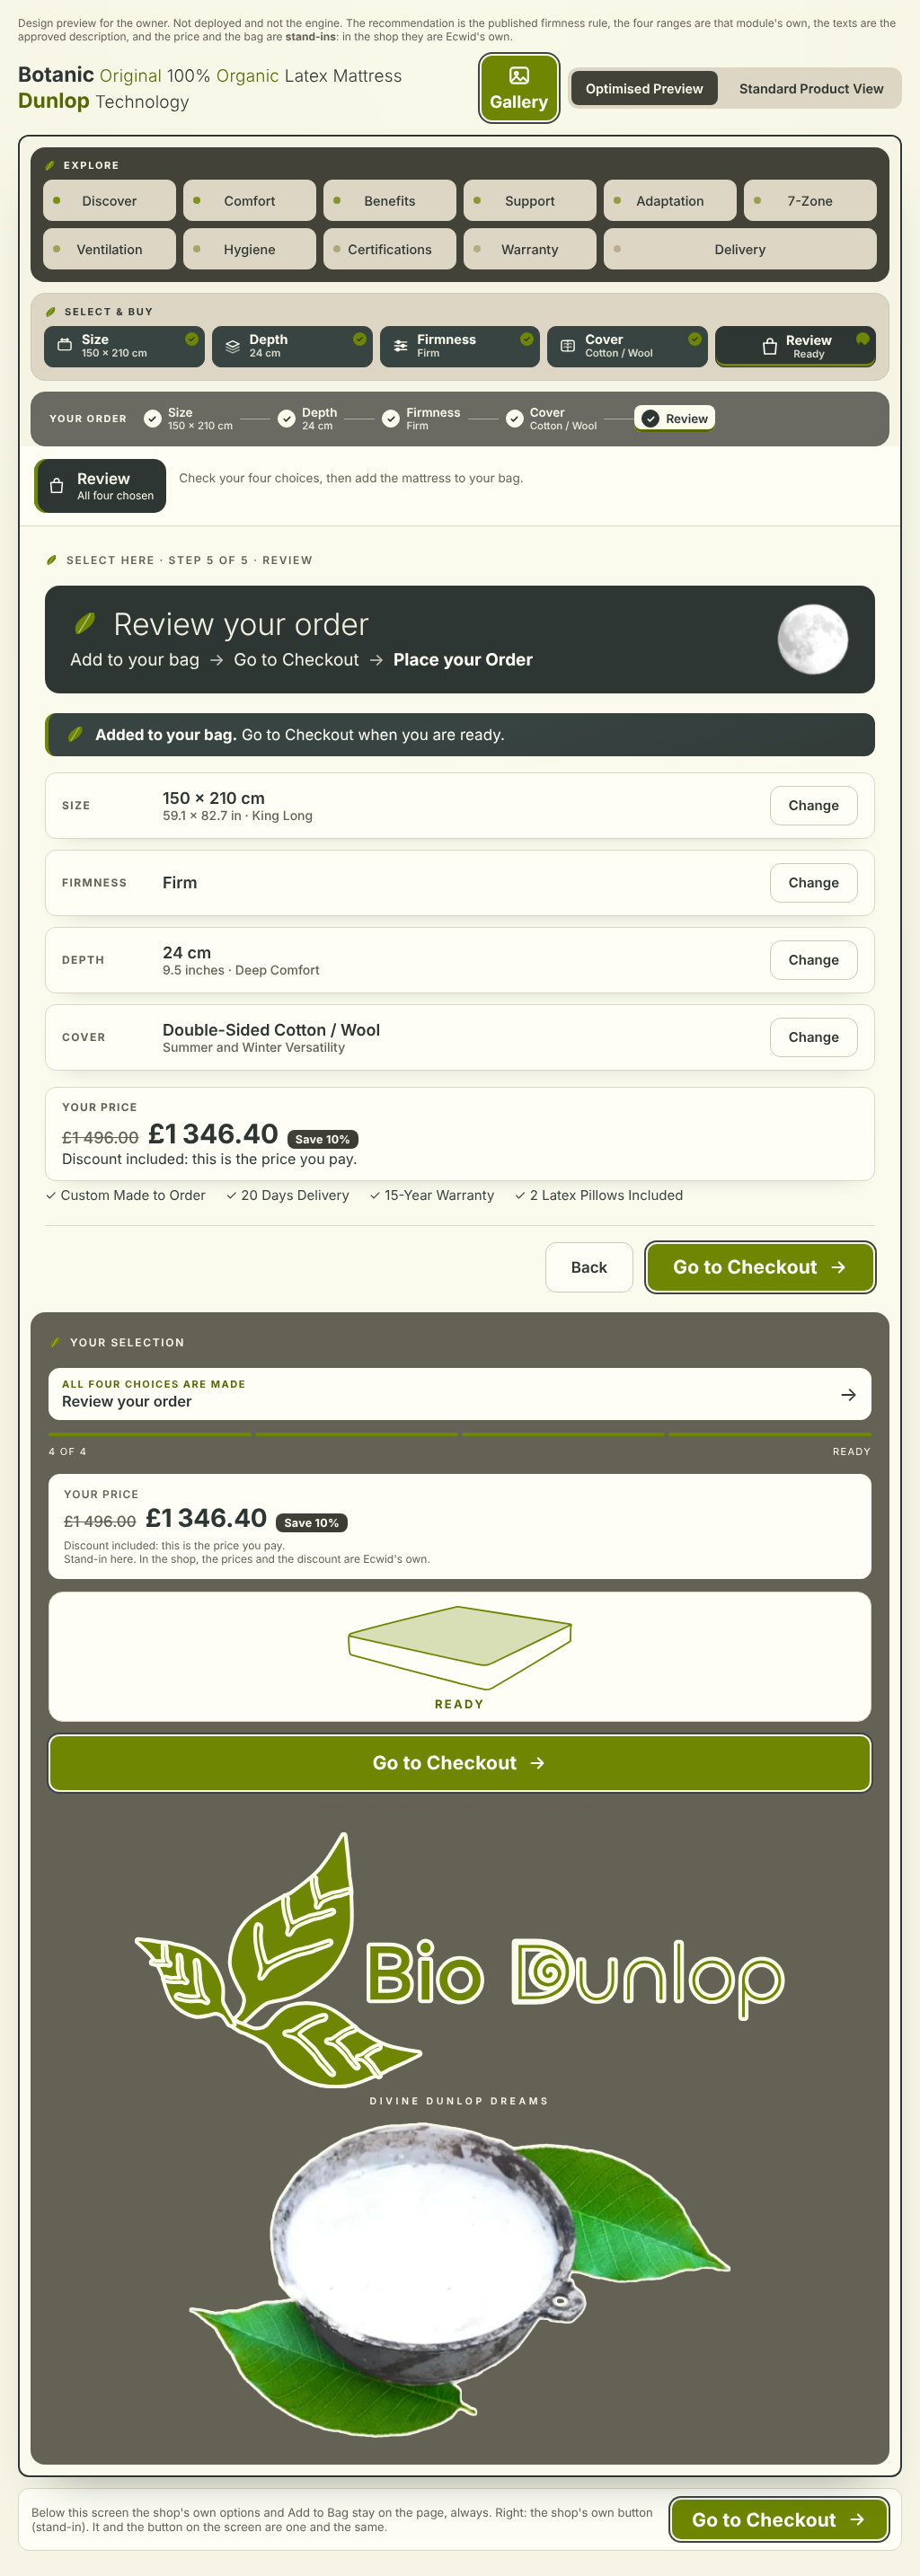 Design preview for the owner. Not deployed and not the engine. The recommendation is the published firmness rule, the four ranges are that module's own, the texts are the
approved description, and the price and the bag are stand-ins: in the shop they are Ecwid's own.
Botanic Original 100% Organic Latex Mattress
Dunlop Technology
Gallery
Optimised Preview
Standard Product View
EXPLORE
Discover
Comfort
Benefits
Support
Adaptation
7-Zone
Ventilation
Hygiene
Certifications
Warranty
Delivery
SELECT & BUY
Size
150 × 210 cm
Depth
24 cm
Firmness
Firm
Cover
Cotton / Wool
Review
Ready
YOUR ORDER
Size
150 × 210 cm
Depth
24 cm
Firmness
Firm
Cover
Cotton / Wool
Review
Review
All four chosen
Check your four choices, then add the mattress to your bag.
SELECT HERE · STEP 5 OF 5 · REVIEW
Review your order
Add to your bag → Go to Checkout → Place your Order
Added to your bag. Go to Checkout when you are ready.
SIZE
150 × 210 cm
59.1 × 82.7 in · King Long
Change
FIRMNESS
Firm
Change
DEPTH
24 cm
9.5 inches · Deep Comfort
Change
COVER
Double-Sided Cotton / Wool
Summer and Winter Versatility
Change
YOUR PRICE
£1 496.00 £1 346.40 Save 10%
Discount included: this is the price you pay.
✓ Custom Made to Order ✓ 20 Days Delivery ✓ 15-Year Warranty ✓ 2 Latex Pillows Included
Back
Go to Checkout →
YOUR SELECTION
ALL FOUR CHOICES ARE MADE
Review your order →
4 OF 4
READY
YOUR PRICE
£1 496.00 £1 346.40 Save 10%
Discount included: this is the price you pay.
Stand-in here. In the shop, the prices and the discount are Ecwid's own.
READY
Go to Checkout →
Bio Dunlop
DIVINE DUNLOP DREAMS
Below this screen the shop's own options and Add to Bag stay on the page, always. Right: the shop's own button
(stand-in). It and the button on the screen are one and the same.
Go to Checkout →